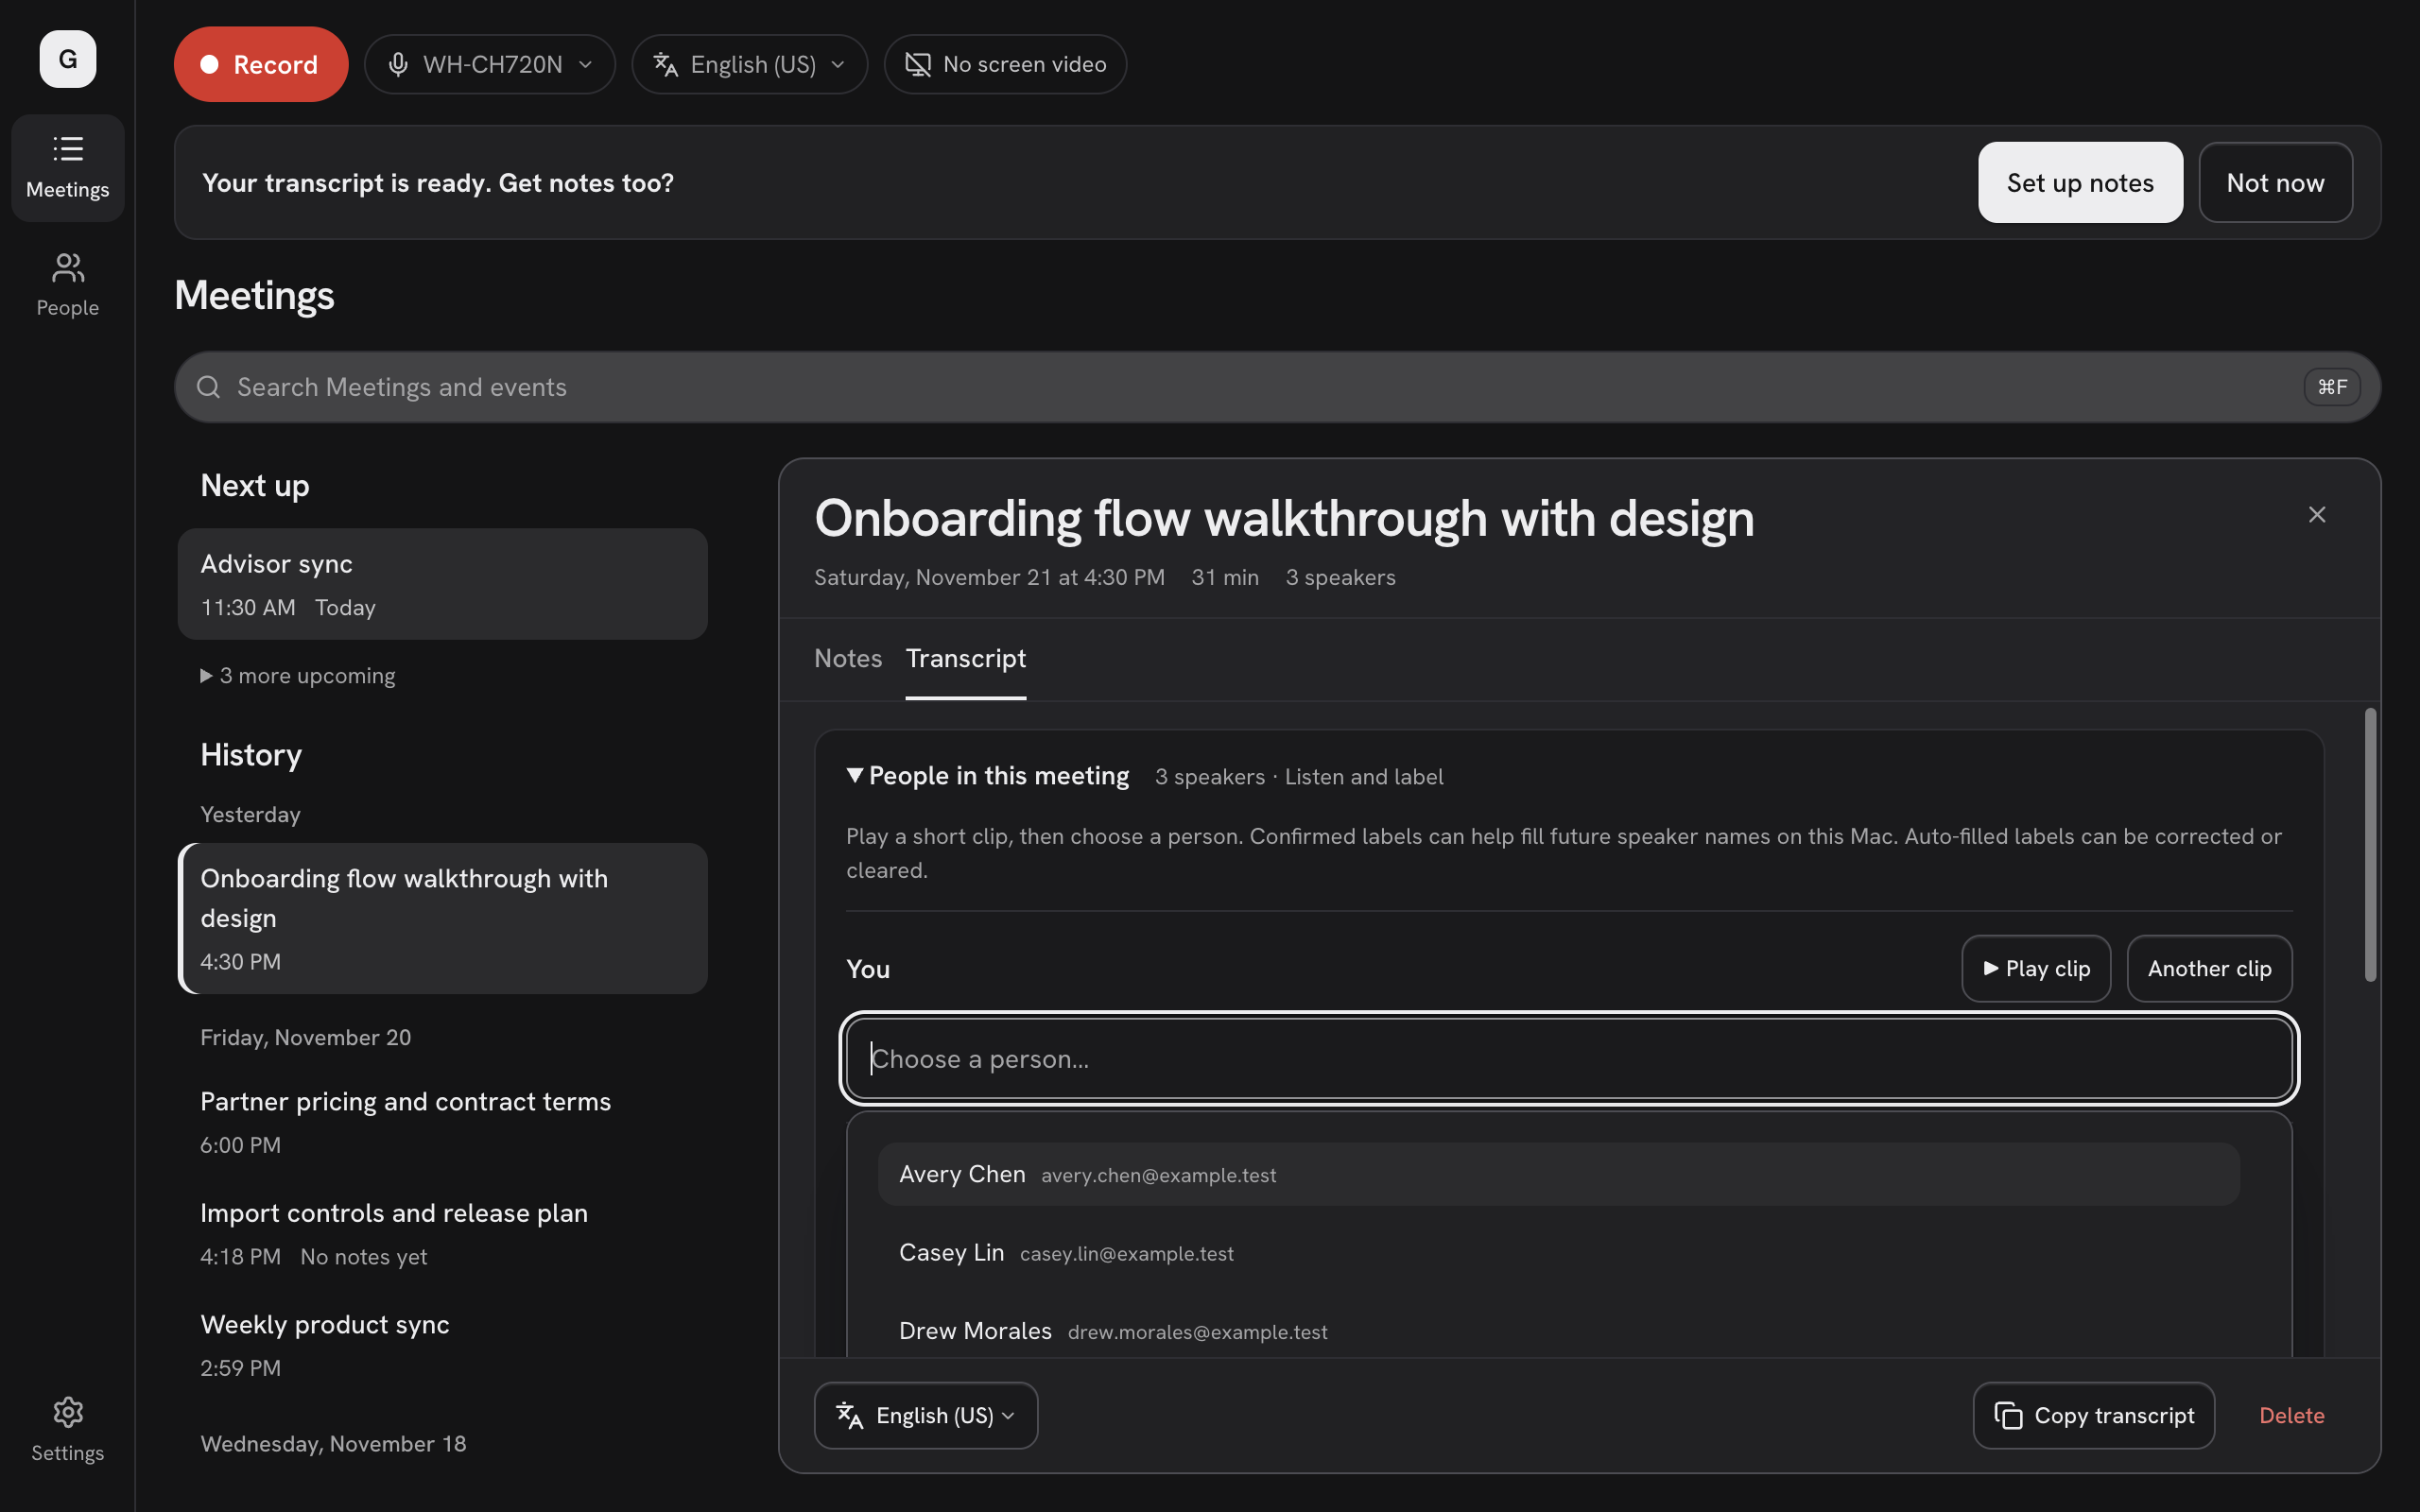 G
Meetings
People
Settings
Record
WH-CH720N
English (US)
No screen video
Your transcript is ready. Get notes too?
Set up notes
Not now
Meetings
Search Meetings and events
⌘F
Next up
Advisor sync
11:30 AM Today
3 more upcoming
History
Yesterday
Onboarding flow walkthrough with
design
4:30 PM
Friday, November 20
Partner pricing and contract terms
6:00 PM
Import controls and release plan
4:18 PM No notes yet
Weekly product sync
2:59 PM
Wednesday, November 18
Onboarding flow walkthrough with design
Saturday, November 21 at 4:30 PM 31 min 3 speakers
Notes Transcript
People in this meeting 3 speakers · Listen and label
Play a short clip, then choose a person. Confirmed labels can help fill future speaker names on this Mac. Auto-filled labels can be corrected or
cleared.
You
Play clip
Another clip
Choose a person...
Avery Chen avery.chen@example.test
Casey Lin casey.lin@example.test
Drew Morales drew.morales@example.test
English (US)
Copy transcript
Delete